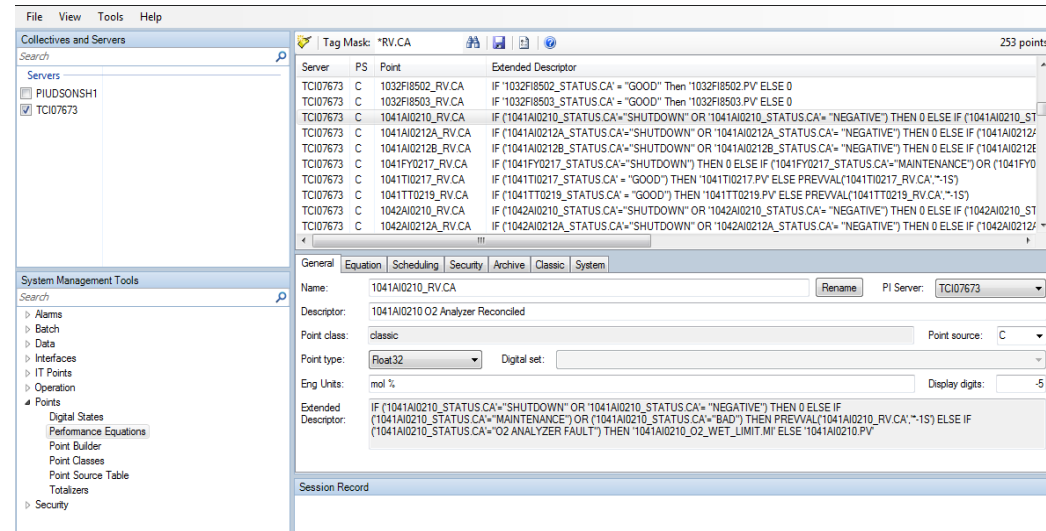 File View Tools Help
Collectives and Servers
Search
Servers
PIUDSONSH1
TCI07673
Tag Mask: *RV.CA
253 points
Server PS Point Extended Descriptor
TCI07673 C 1032FI8502_RV.CA IF '1032FI8502_STATUS.CA' = "GOOD" Then '1032FI8502.PV' ELSE 0
TCI07673 C 1032FI8503_RV.CA IF '1032FI8503_STATUS.CA' = "GOOD" Then '1032FI8503.PV' ELSE 0
TCI07673 C 1041AI0210_RV.CA IF ('1041AI0210_STATUS.CA'="SHUTDOWN" OR '1041AI0210_STATUS.CA'= "NEGATIVE") THEN 0 ELSE IF ('1041AI0210_ST
TCI07673 C 1041AI0212A_RV.CA IF ('1041AI0212A_STATUS.CA'="SHUTDOWN" OR '1041AI0212A_STATUS.CA'= "NEGATIVE") THEN 0 ELSE IF ('1041AI0212A
TCI07673 C 1041AI0212B_RV.CA IF ('1041AI0212B_STATUS.CA'="SHUTDOWN" OR '1041AI0212B_STATUS.CA'= "NEGATIVE") THEN 0 ELSE IF ('1041AI0212B
TCI07673 C 1041FY0217_RV.CA IF ('1041FY0217_STATUS.CA'="SHUTDOWN") THEN 0 ELSE IF ('1041FY0217_STATUS.CA'="MAINTENANCE") OR ('1041FY0
TCI07673 C 1041TI0217_RV.CA IF ('1041TI0217_STATUS.CA' = "GOOD") THEN '1041TI0217.PV' ELSE PREVVAL('1041TI0217_RV.CA','*-1S')
TCI07673 C 1041TT0219_RV.CA IF ('1041TT0219_STATUS.CA' = "GOOD") THEN '1041TT0219.PV' ELSE PREVVAL('1041TT0219_RV.CA','*-1S')
TCI07673 C 1042AI0210_RV.CA IF ('1042AI0210_STATUS.CA'="SHUTDOWN" OR '1042AI0210_STATUS.CA'= "NEGATIVE") THEN 0 ELSE IF ('1042AI0210_ST
TCI07673 C 1042AI0212A_RV.CA IF ('1042AI0212A_STATUS.CA'="SHUTDOWN" OR '1042AI0212A_STATUS.CA'= "NEGATIVE") THEN 0 ELSE IF ('1042AI0212A
System Management Tools
Search
Alarms
Batch
Data
Interfaces
IT Points
Operation
Points
Digital States
Performance Equations
Point Builder
Point Classes
Point Source Table
Totalizers
Security
General Equation Scheduling Security Archive Classic System
Name: 1041AI0210_RV.CA Rename PI Server: TCI07673
Descriptor: 1041AI0210 O2 Analyzer Reconciled
Point class: classic Point source: C
Point type: Float32 Digital set:
Eng Units: mol % Display digits: -5
Extended Descriptor: IF ('1041AI0210_STATUS.CA'="SHUTDOWN" OR '1041AI0210_STATUS.CA'= "NEGATIVE") THEN 0 ELSE IF
('1041AI0210_STATUS.CA'="MAINTENANCE") OR ('1041AI0210_STATUS.CA'="BAD") THEN PREVVAL('1041AI0210_RV.CA','*-1S') ELSE IF
('1041AI0210_STATUS.CA'="O2 ANALYZER FAULT") THEN '1041AI0210_O2_WET_LIMIT.MI' ELSE '1041AI0210.PV'
Session Record